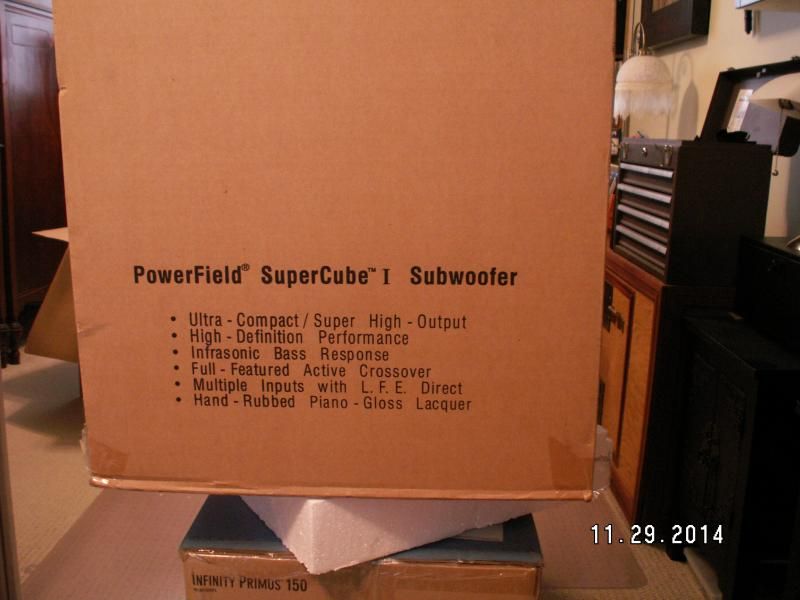 PowerField® SuperCube™ I Subwoofer
• Ultra - Compact / Super High - Output
• High - Definition Performance
• Infrasonic Bass Response
• Full - Featured Active Crossover
• Multiple Inputs with L. F. E. Direct
• Hand - Rubbed Piano - Gloss Lacquer
11.29.2014
INFINITY PRIMUS 150